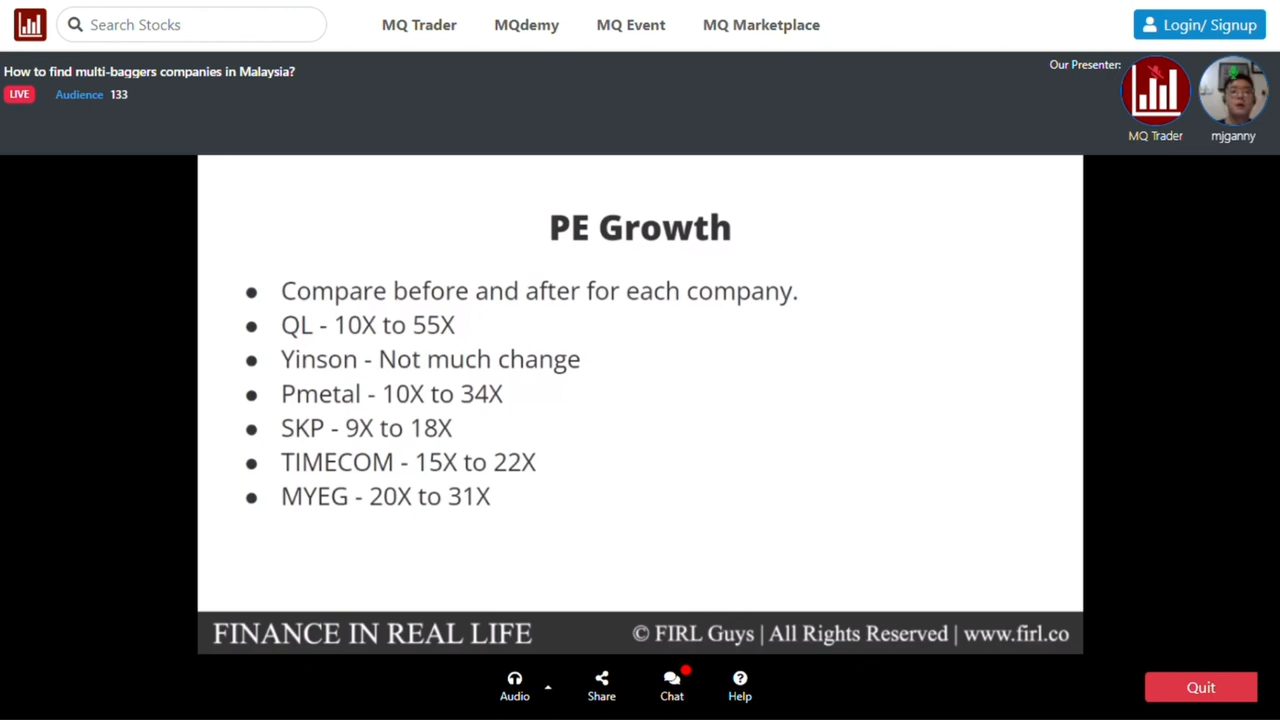 Search Stocks
MQ Trader
MQdemy
MQ Event
MQ Marketplace
Login/ Signup
How to find multi-baggers companies in Malaysia?
Our Presenter:
LIVE
Audience 133
MQ Trader
mjganny
PE Growth
● Compare before and after for each company.
● QL - 10X to 55X
● Yinson - Not much change
● Pmetal - 10X to 34X
● SKP - 9X to 18X
● TIMECOM - 15X to 22X
● MYEG - 20X to 31X
FINANCE IN REAL LIFE
© FIRL Guys | All Rights Reserved | www.firl.co
Audio
Share
Chat
Help
Quit